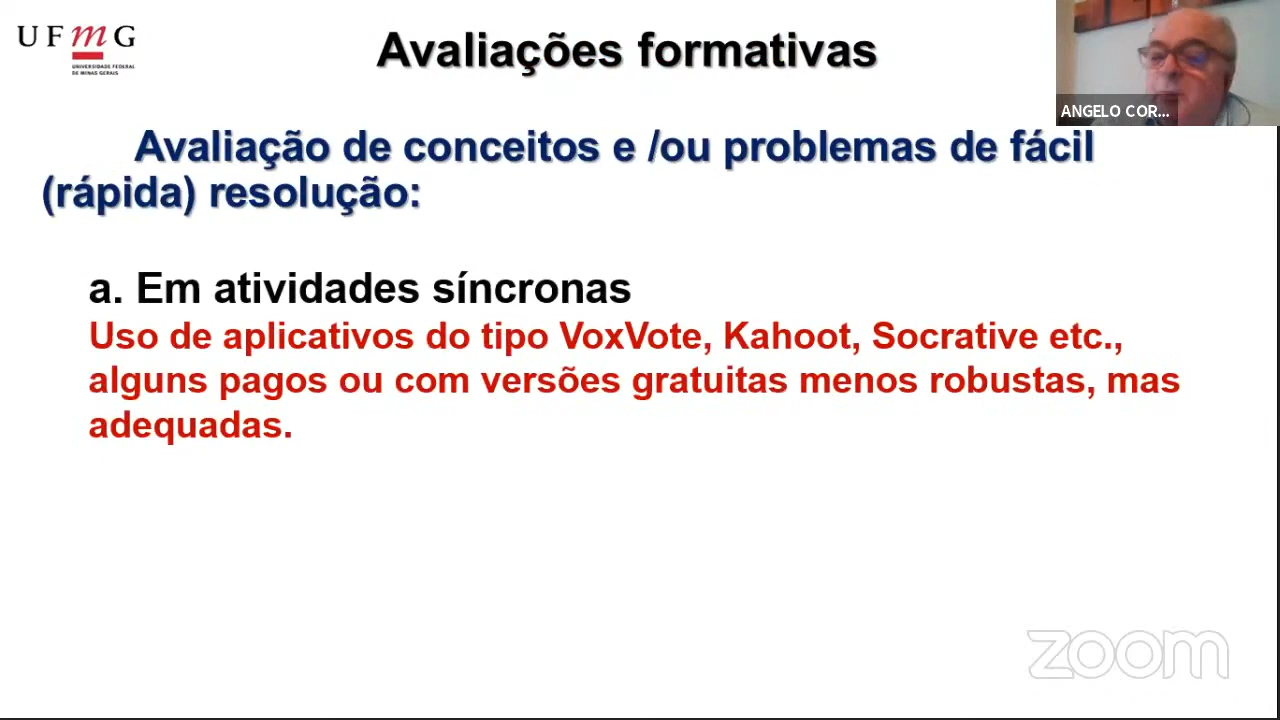 UFmG
UNIVERSIDADE FEDERAL
DE MINAS GERAIS
Avaliações formativas
ANGELO COR...
Avaliação de conceitos e /ou problemas de fácil
(rápida) resolução:
a. Em atividades síncronas
Uso de aplicativos do tipo VoxVote, Kahoot, Socrative etc.,
alguns pagos ou com versões gratuitas menos robustas, mas
adequadas.
zoom